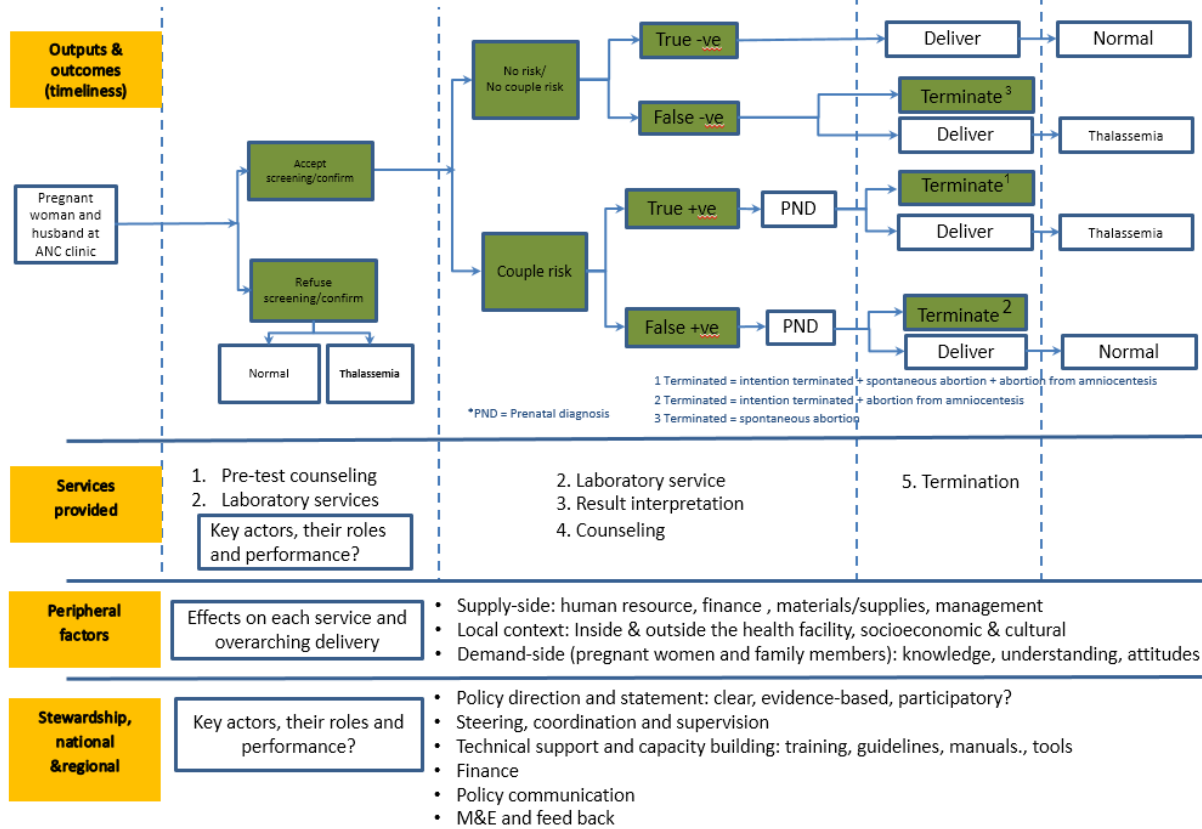 Outputs &
outcomes
(timeliness)
Pregnant
woman and
husband at
ANC clinic
Accept
screening/confirm
Refuse
screening/confirm
Normal
Thalassemia
No risk/
No couple risk
Couple risk
True -ve
False -ve
True +ve
False +ve
PND
PND
Deliver
Normal
Terminate3
Deliver
Thalassemia
Terminate1
Deliver
Thalassemia
Terminate2
Deliver
Normal
*PND = Prenatal diagnosis
1 Terminated = intention terminated + spontaneous abortion + abortion from amniocentesis
2 Terminated = intention terminated + abortion from amniocentesis
3 Terminated = spontaneous abortion
Services
provided
1. Pre-test counseling
2. Laboratory services
Key actors, their roles
and performance?
2. Laboratory service
3. Result interpretation
4. Counseling
5. Termination
Peripheral
factors
Effects on each service and
overarching delivery
• Supply-side: human resource, finance , materials/supplies, management
• Local context: Inside & outside the health facility, socioeconomic & cultural
• Demand-side (pregnant women and family members): knowledge, understanding, attitudes
Stewardship,
national
&regional
Key actors, their roles and
performance?
• Policy direction and statement: clear, evidence-based, participatory?
• Steering, coordination and supervision
• Technical support and capacity building: training, guidelines, manuals., tools
• Finance
• Policy communication
• M&E and feed back